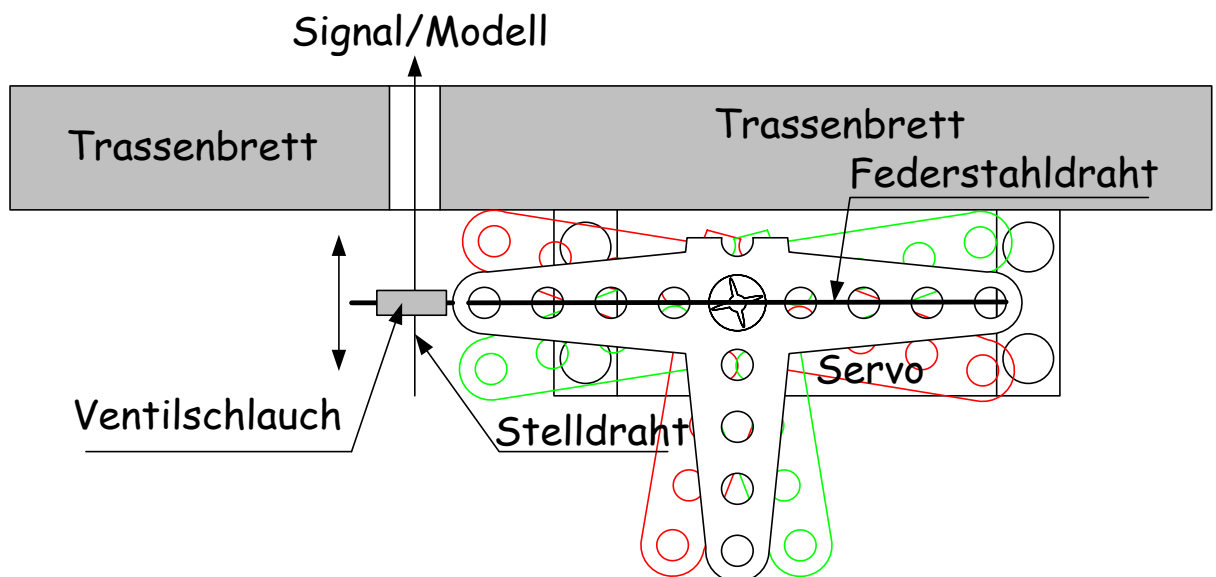 Signal/Modell
Trassenbrett
Trassenbrett
Federstahldraht
Servo
Ventilschlauch
Stelldraht